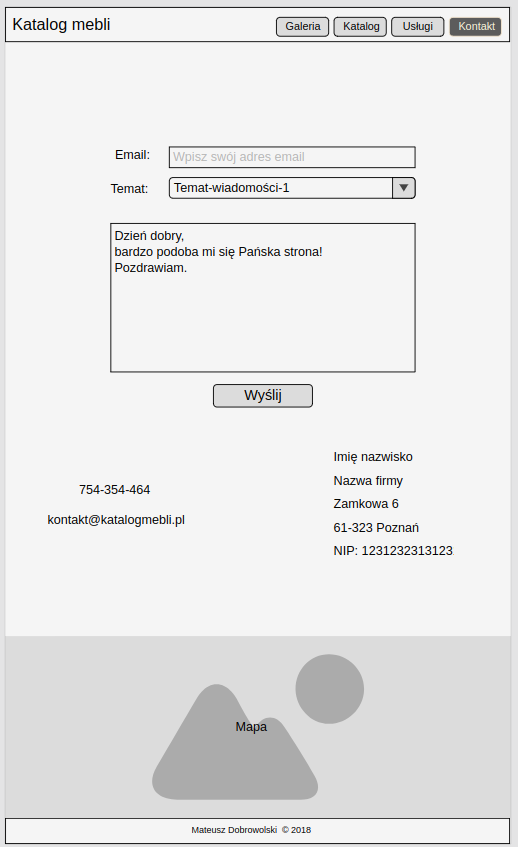 Katalog mebli
Galeria
Katalog
Usługi
Kontakt
Email:
Wpisz swój adres email
Temat:
Temat-wiadomości-1
Dzień dobry,
bardzo podoba mi się Pańska strona!
Pozdrawiam.
Wyślij
754-354-464
kontakt@katalogmebli.pl
Imię nazwisko
Nazwa firmy
Zamkowa 6
61-323 Poznań
NIP: 1231232313123
Mapa
Mateusz Dobrowolski © 2018